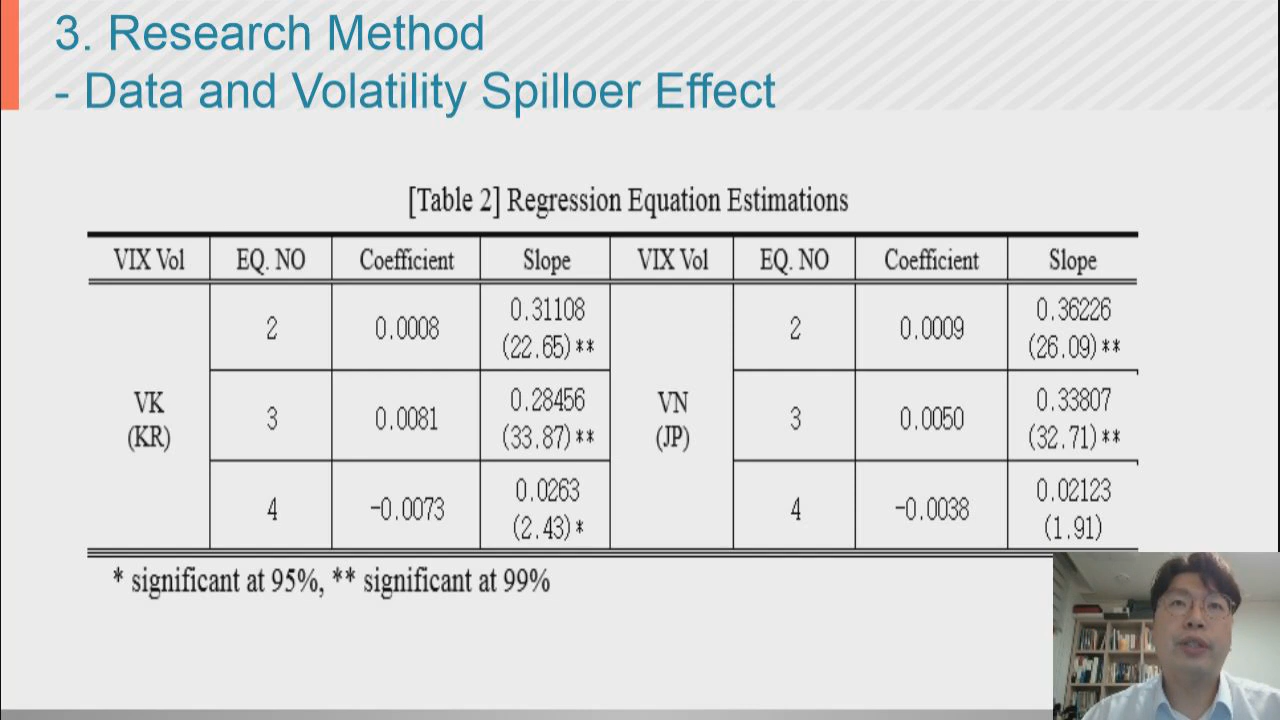 3. Research Method
- Data and Volatility Spilloer Effect
[Table 2] Regression Equation Estimations
VIX Vol EQ. NO Coefficient Slope VIX Vol EQ. NO Coefficient Slope
VK (KR) 2 0.0008 0.31108 (22.65)** VN (JP) 2 0.0009 0.36226 (26.09)**
3 0.0081 0.28456 (33.87)** 3 0.0050 0.33807 (32.71)**
4 -0.0073 0.0263 (2.43)* 4 -0.0038 0.02123 (1.91)
* significant at 95%, ** significant at 99%